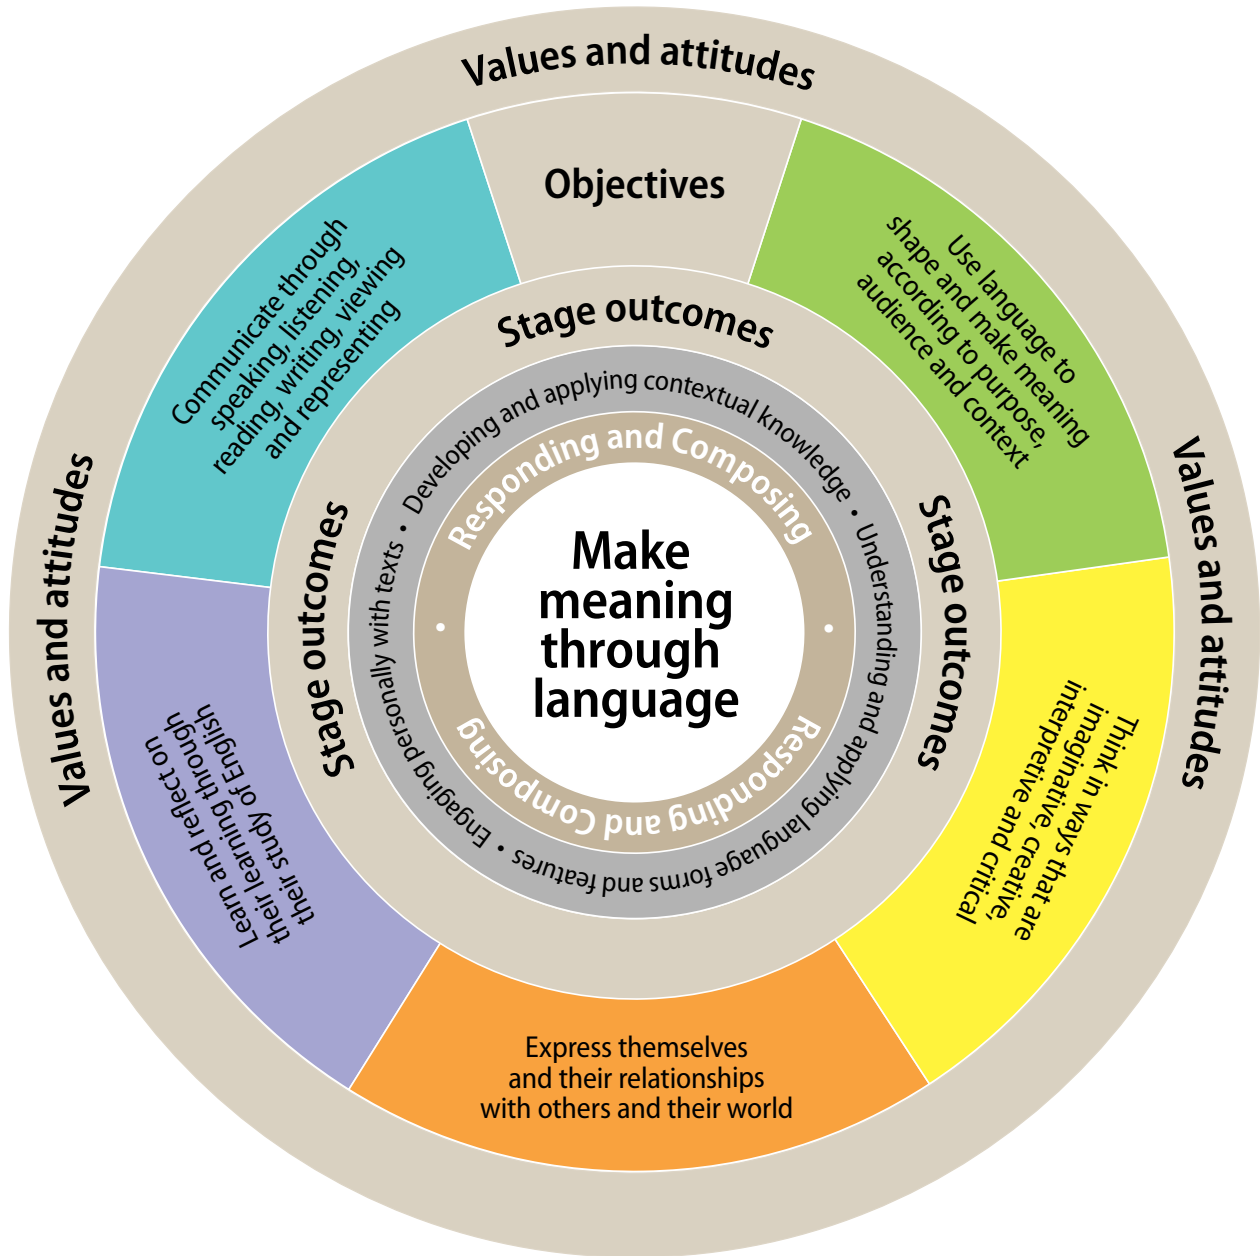 Values and attitudes
Objectives
Communicate through
speaking, listening,
reading, writing, viewing
and representing
Use language to
shape and make meaning
according to purpose,
audience and context
Stage outcomes
Developing and applying contextual knowledge • Understanding and applying language forms and features • Engaging personally with texts •
Responding and Composing • Responding and Composing •
Make
meaning
through
language
Values and attitudes
Stage outcomes
Stage outcomes
Values and attitudes
Learn and reflect on
their learning through
their study of English
Think in ways that are
imaginative, creative,
interpretive and critical
Express themselves
and their relationships
with others and their world